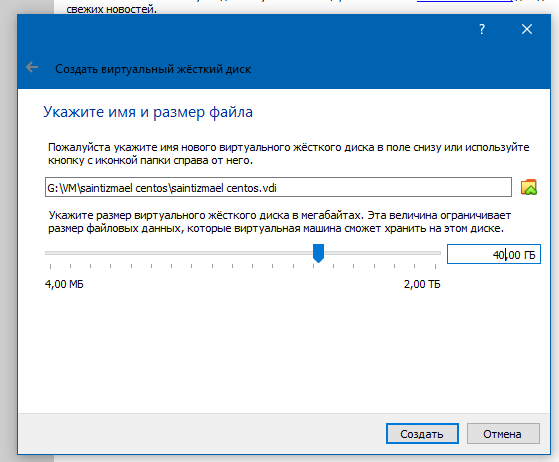 свежих новостей.
?
Создать виртуальный жёсткий диск
Укажите имя и размер файла
Пожалуйста укажите имя нового виртуального жёсткого диска в поле снизу или используйте
кнопку с иконкой папки справа от него.
G:\VM\saintizmael centos\saintizmael centos.vdi
Укажите размер виртуального жёсткого диска в мегабайтах. Эта величина ограничивает
размер файловых данных, которые виртуальная машина сможет хранить на этом диске.
40,00 ГБ
4,00 МБ
2,00 ТБ
Создать
Отмена